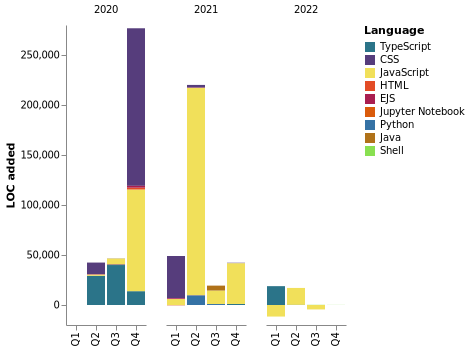 2020 2021 2022
Language
TypeScript
CSS
JavaScript
HTML
EJS
Jupyter Notebook
Python
Java
Shell
LOC added
250,000
200,000
150,000
100,000
50,000
0
Q1 Q2 Q3 Q4 Q1 Q2 Q3 Q4 Q1 Q2 Q3 Q4